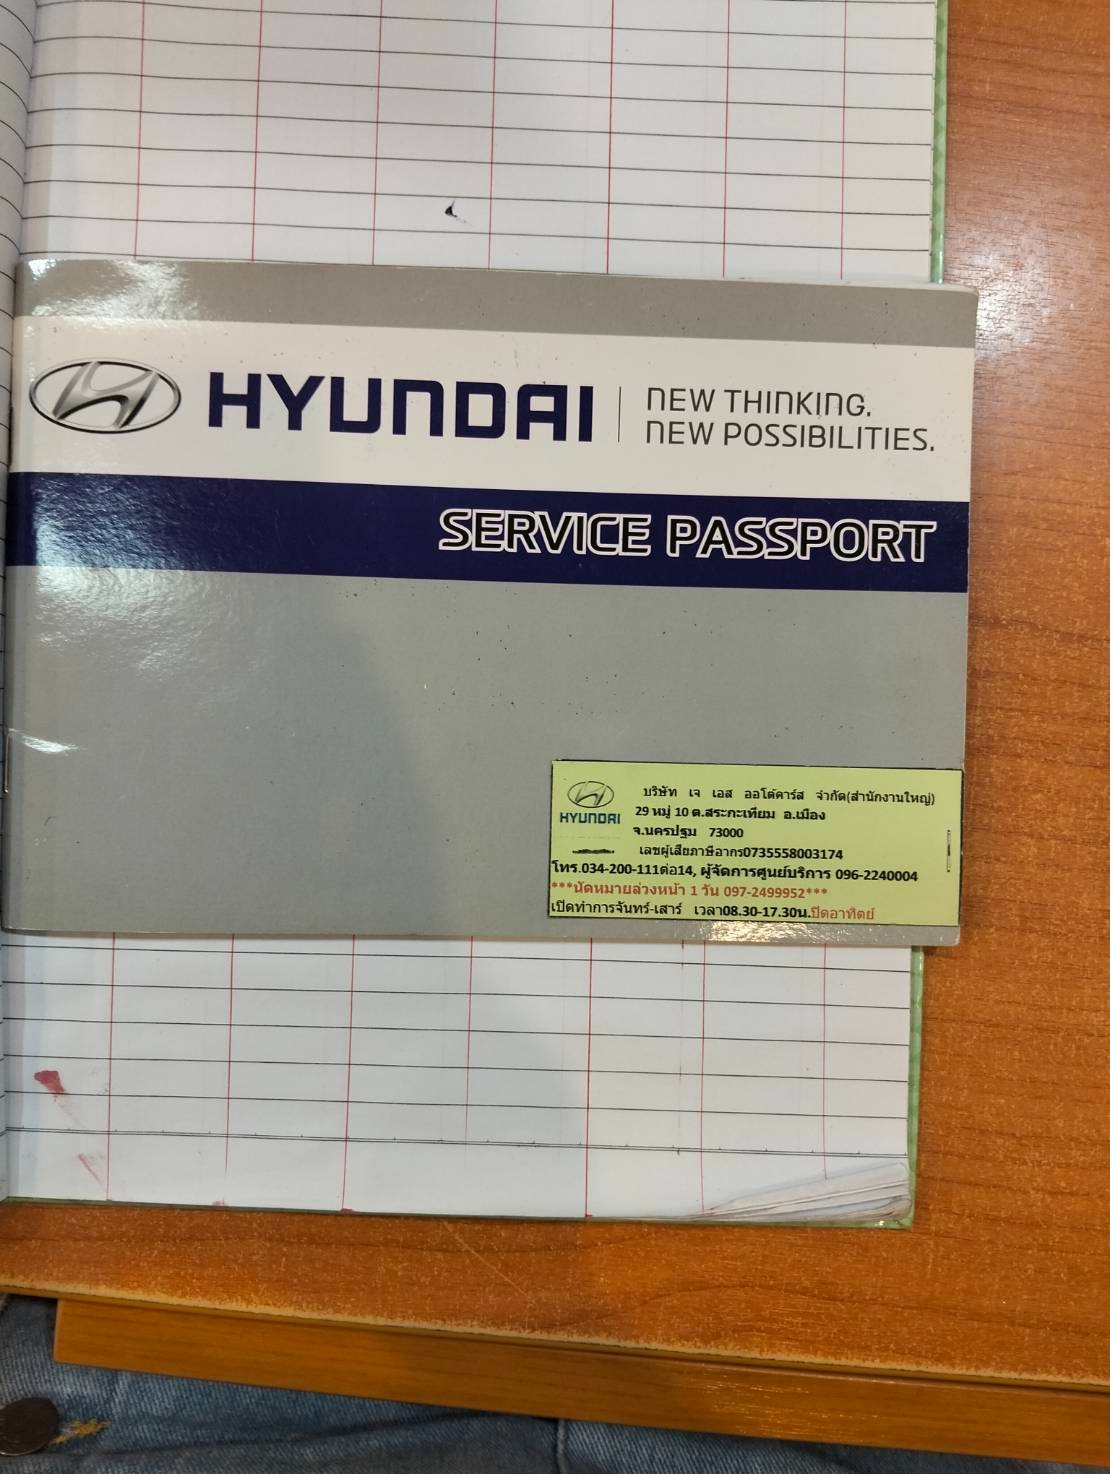 HYUNDAI
NEW THINKING.
NEW POSSIBILITIES.
SERVICE PASSPORT
HYUNDAI
บริษัท เจ เอส ออโต้คาร์ส จำกัด(สำนักงานใหญ่)
29 หมู่ 10 ต.สระกะเทียม อ.เมือง
จ.นครปฐม 73000
เลขผู้เสียภาษีอากร0735558003174
โทร.034-200-111ต่อ14, ผู้จัดการศูนย์บริการ 096-2240004
***นัดหมายล่วงหน้า 1 วัน 097-2499952***
เปิดทำการจันทร์-เสาร์ เวลา08.30-17.30น.ปิดอาทิตย์